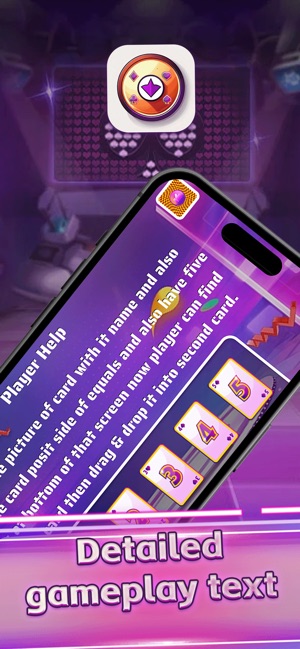 Player Help
e picture of card with it name and also
e card posit side of equals and also have five
bottom of that screen now player can find
card then drag & drop it into second card.
3
4
5
Detailed
gameplay text